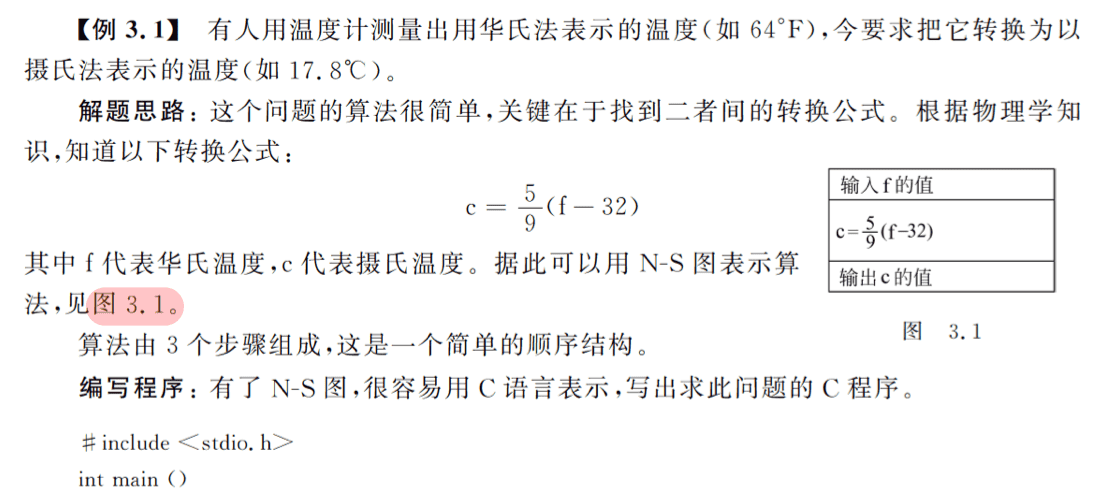 【例 3.1】 有人用温度计测量出用华氏法表示的温度(如 64°F),今要求把它转换为以
摄氏法表示的温度(如 17.8℃)。
解题思路:这个问题的算法很简单,关键在于找到二者间的转换公式。根据物理学知
识,知道以下转换公式:
c = 5/9 (f − 32)
其中 f 代表华氏温度,c 代表摄氏温度。据此可以用 N-S 图表示算
法,见图 3.1。
输入f的值
c=5/9(f−32)
输出c的值
图 3.1
算法由 3 个步骤组成,这是一个简单的顺序结构。
编写程序:有了 N-S 图,很容易用 C 语言表示,写出求此问题的 C 程序。
#include <stdio.h>
int main ()